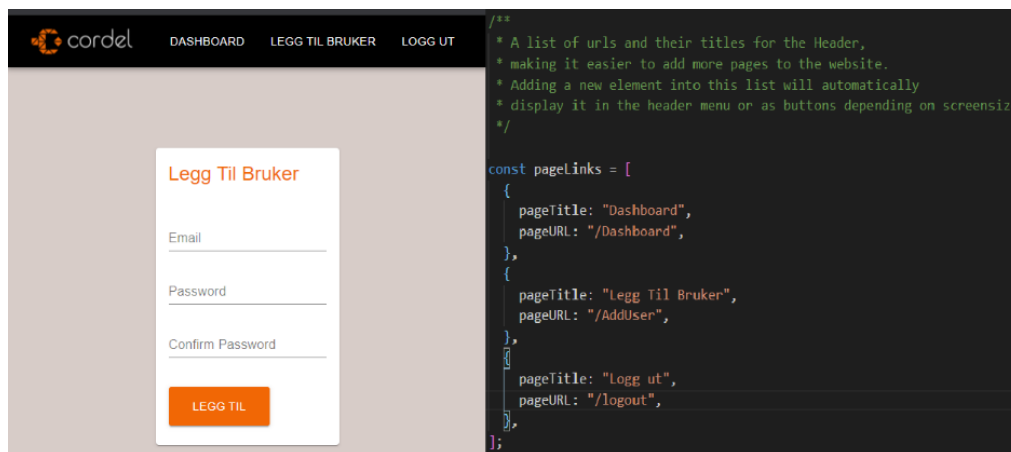 cordel
DASHBOARD LEGG TIL BRUKER LOGG UT
Legg Til Bruker
Email
Password
Confirm Password
LEGG TIL
/**
* A list of urls and their titles for the Header,
* making it easier to add more pages to the website.
* Adding a new element into this list will automatically
* display it in the header menu or as buttons depending on screensiz
*/
const pageLinks = [
{
pageTitle: "Dashboard",
pageURL: "/Dashboard",
},
{
pageTitle: "Legg Til Bruker",
pageURL: "/AddUser",
},
{
pageTitle: "Logg ut",
pageURL: "/logout",
},
];